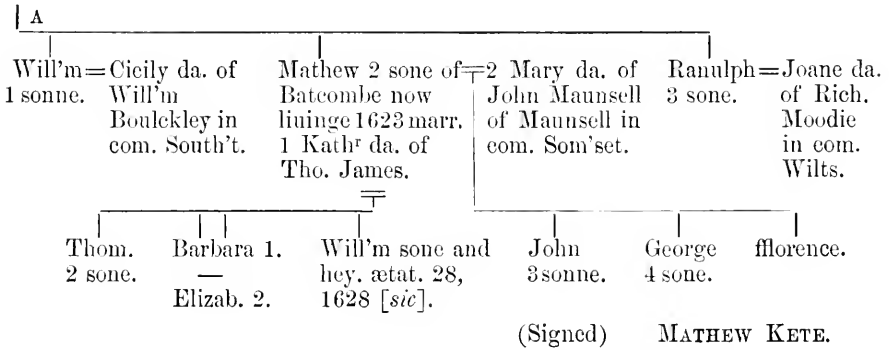 A
Will'm = Cicily da. of Will'm Boulckley in com. South't.
1 sonne.
Mathew 2 sone of Batcombe now liuinge 1623 marr. 1 Kathʳ da. of Tho. James.
2 Mary da. of John Maunsell of Maunsell in com. Som'set.
Ranulph = Joane da. of Rich. Moodie in com. Wilts.
3 sone.
Thom.
2 sone.
Barbara 1.
—
Elizab. 2.
Will'm sone and
hey. ætat. 28,
1628 [sic].
John
3 sonne.
George
4 sone.
fflorence.
(Signed) MATHEW KETE.